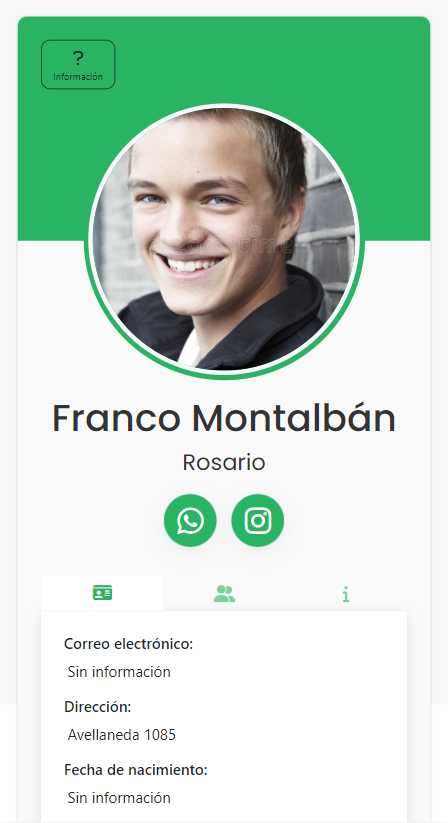 ?
Información
Franco Montalbán
Rosario
Correo electrónico:
Sin información
Dirección:
Avellaneda 1085
Fecha de nacimiento:
Sin información